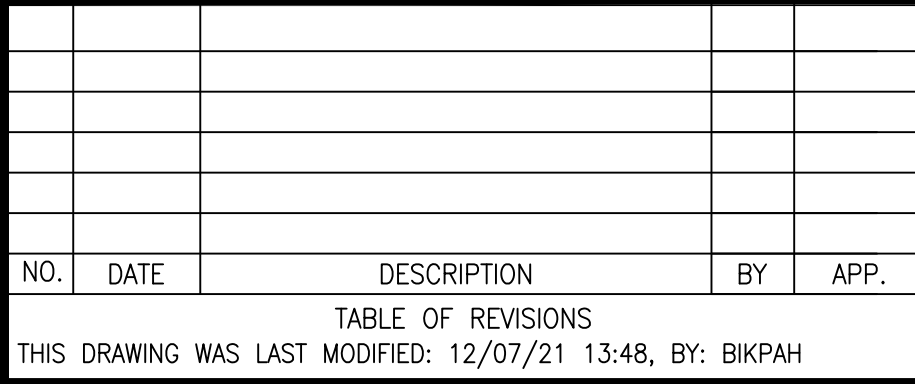 NO. DATE DESCRIPTION BY APP.
TABLE OF REVISIONS
THIS DRAWING WAS LAST MODIFIED: 12/07/21 13:48, BY: BIKPAH